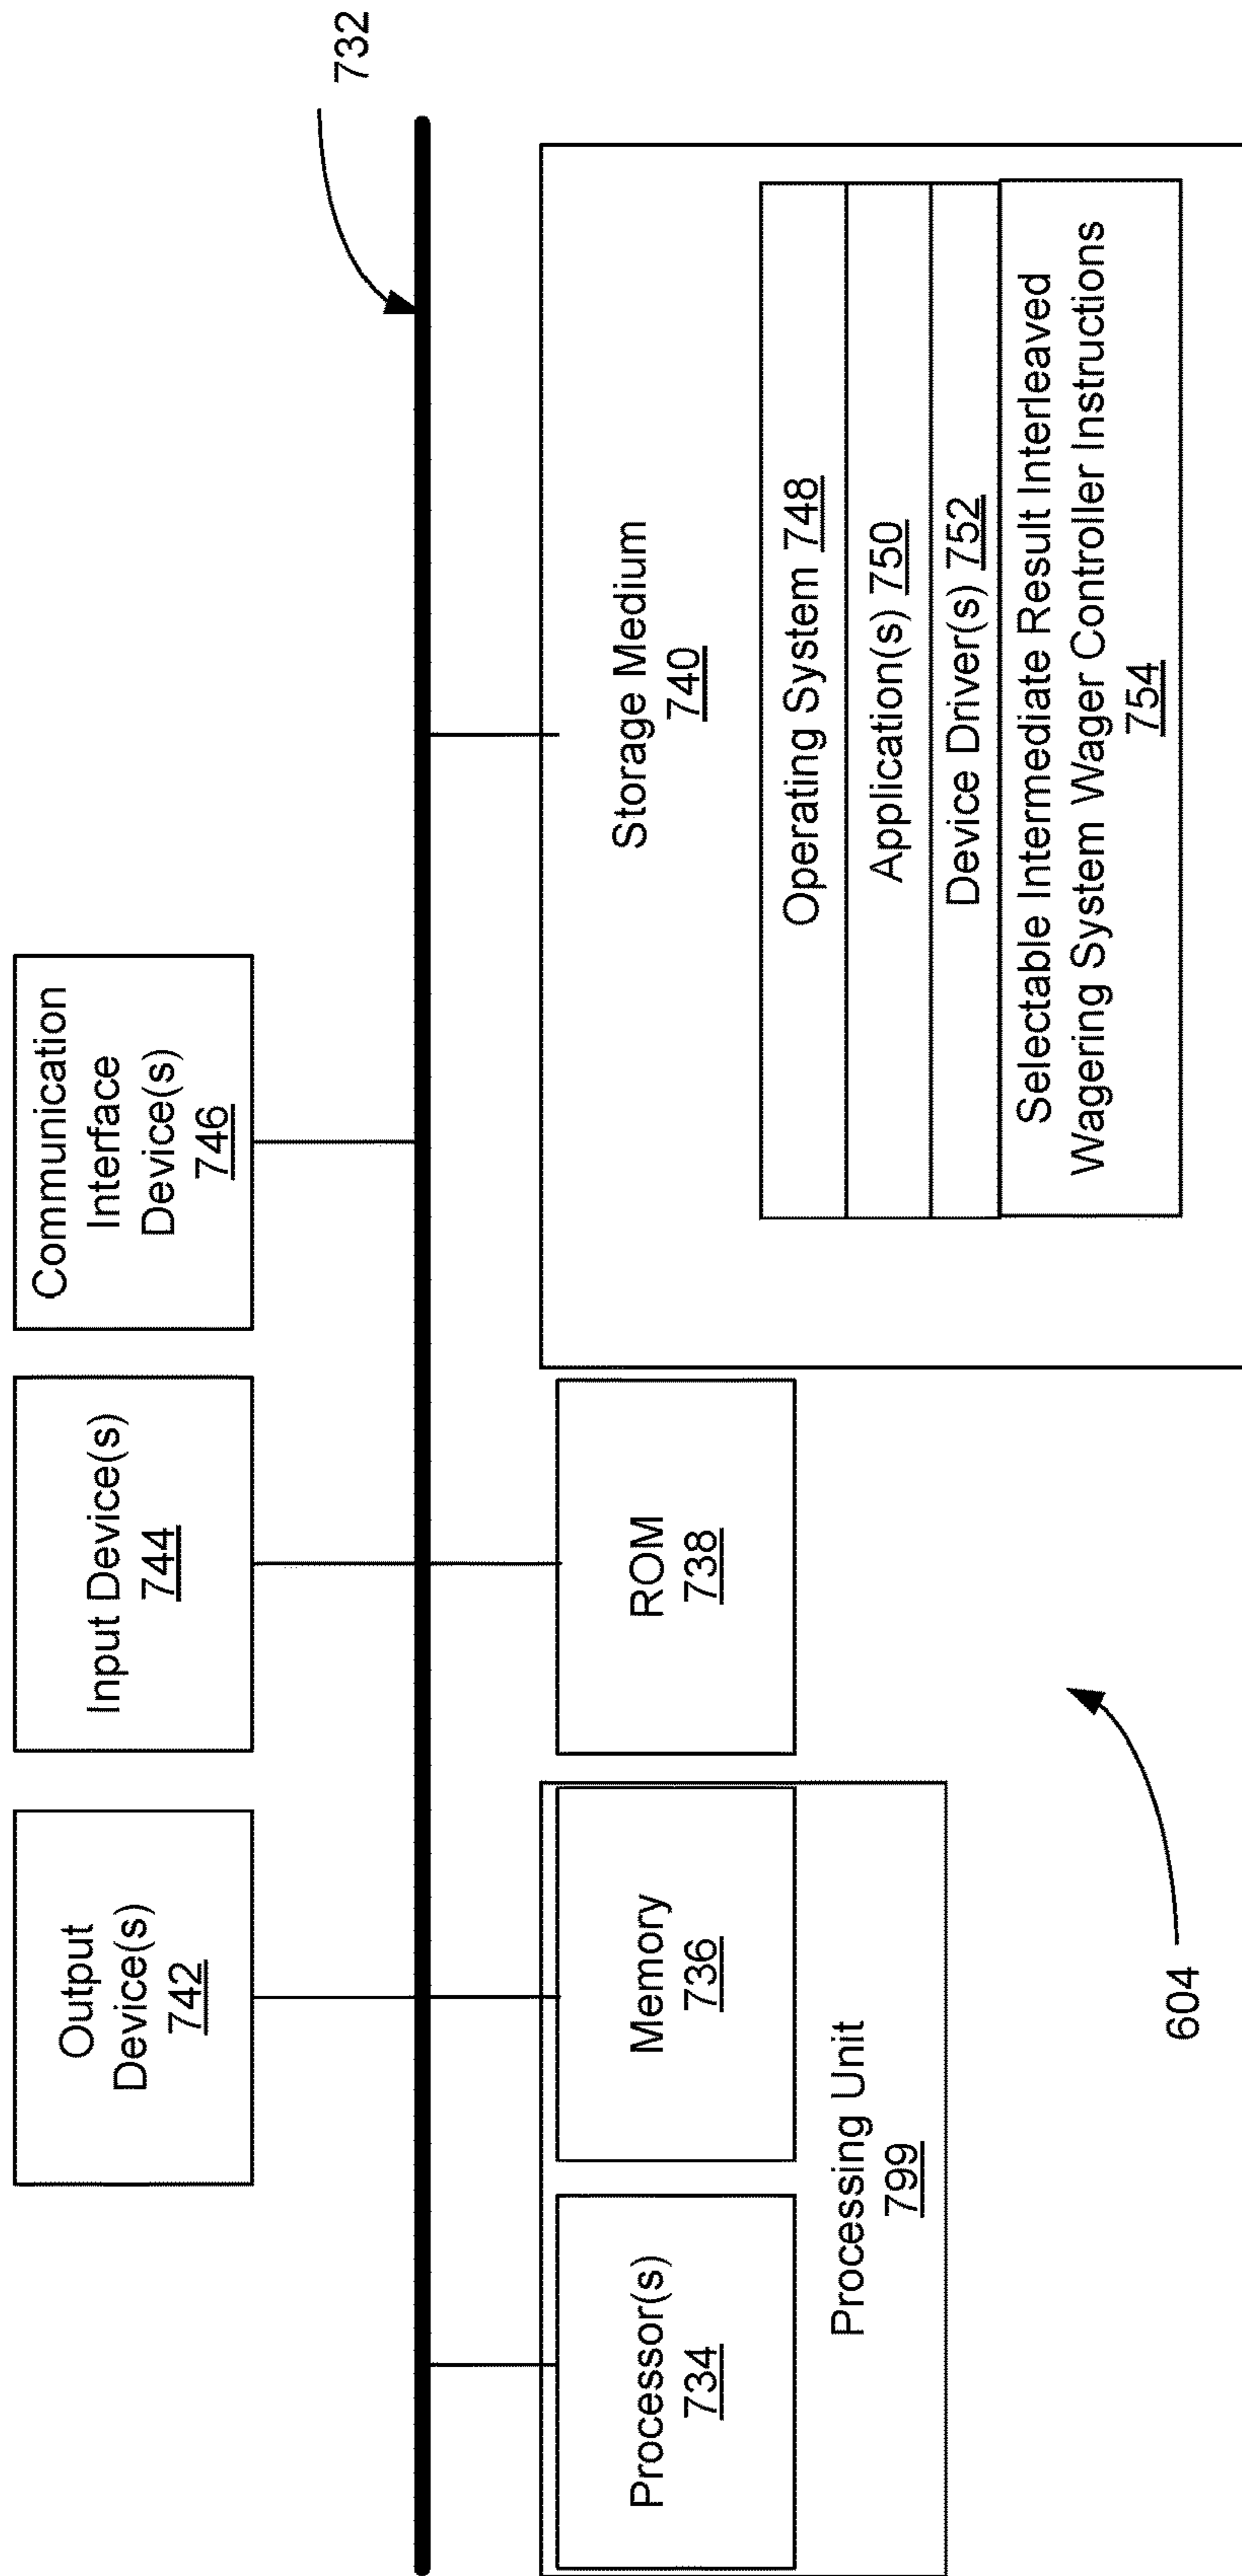 732
Output
Device(s)
742
Input Device(s)
744
Communication
Interface
Device(s)
746
Processor(s)
734
Memory
736
Processing Unit
799
ROM
738
Storage Medium
740
Operating System 748
Application(s) 750
Device Driver(s) 752
Selectable Intermediate Result Interleaved
Wagering System Wager Controller Instructions
754
604